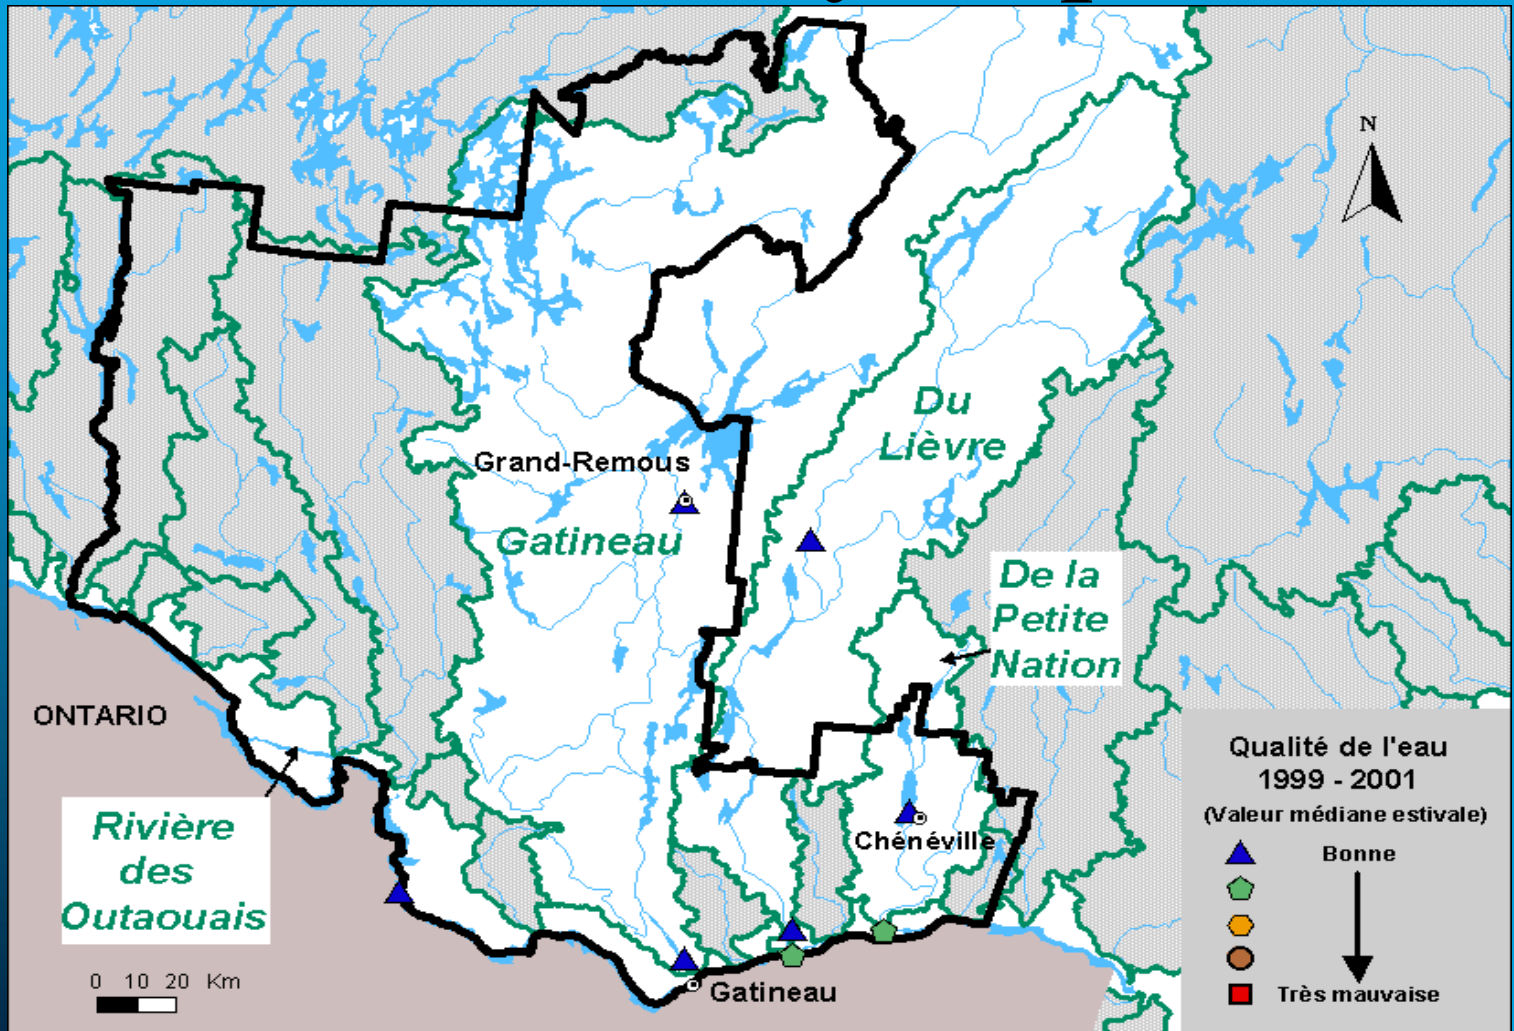 N
Du
Lièvre
Grand-Remous
Gatineau
De la
Petite
Nation
ONTARIO
Rivière
des
Outaouais
Chénéville
Gatineau
0 10 20 Km
Qualité de l'eau
1999 - 2001
(Valeur médiane estivale)
Bonne
Très mauvaise